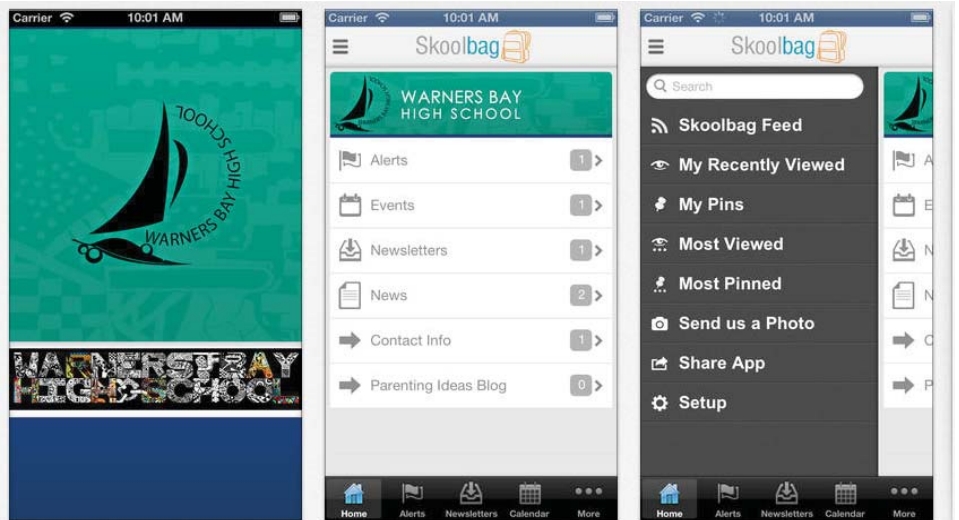 Carrier 10:01 AM
WARNERS BAY HIGH SCHOOL
WARNERS BAY
HIGH SCHOOL
Carrier 10:01 AM
Skoolbag
WARNERS BAY
HIGH SCHOOL
Alerts 1
Events 1
Newsletters 1
News 2
Contact Info 1
Parenting Ideas Blog 0
Home Alerts Newsletters Calendar More
Carrier 10:01 AM
Skoolbag
Search
Skoolbag Feed
My Recently Viewed
My Pins
Most Viewed
Most Pinned
Send us a Photo
Share App
Setup
A
E
N
N
C
P
Home Alerts Newsletters Calendar More